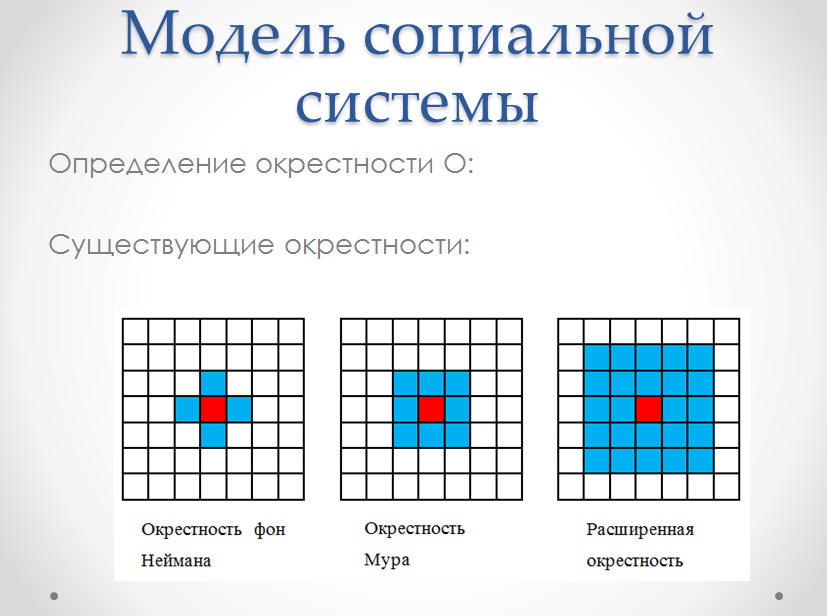 Модель социальной
системы
Определение окрестности О:
Существующие окрестности:
Окрестность фон
Неймана
Окрестность
Мура
Расширенная
окрестность